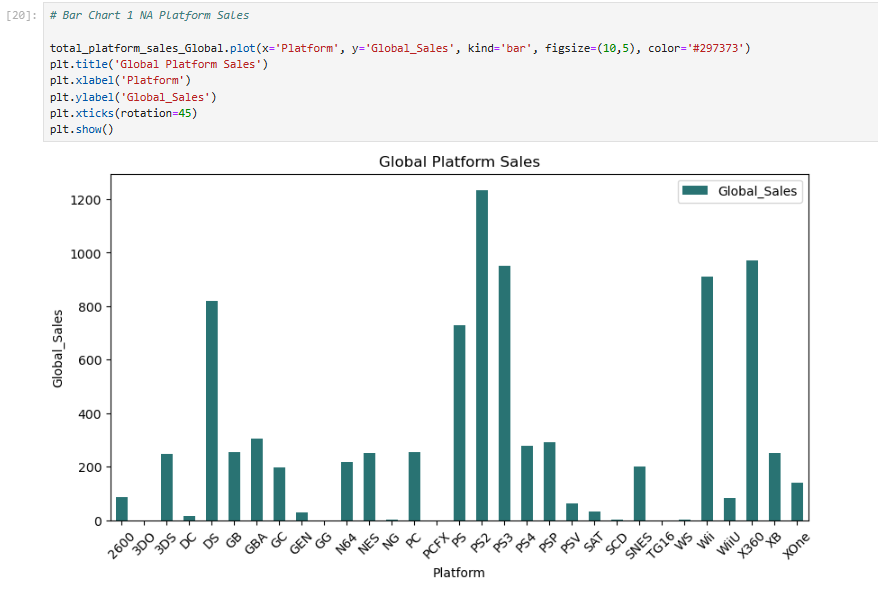 [20]: # Bar Chart 1 NA Platform Sales
total_platform_sales_Global.plot(x='Platform', y='Global_Sales', kind='bar', figsize=(10,5), color='#297373')
plt.title('Global Platform Sales')
plt.xlabel('Platform')
plt.ylabel('Global_Sales')
plt.xticks(rotation=45)
plt.show()
Global Platform Sales
Global_Sales
1200
1000
800
600
400
200
0
Global_Sales
2600 3DO 3DS DC DS GB GBA GC GEN GG N64 NES NG PC PCFX PS PS2 PS3 PS4 PSP PSV SAT SCD SNES TG16 WS Wii WiiU X360 XB XOne
Platform